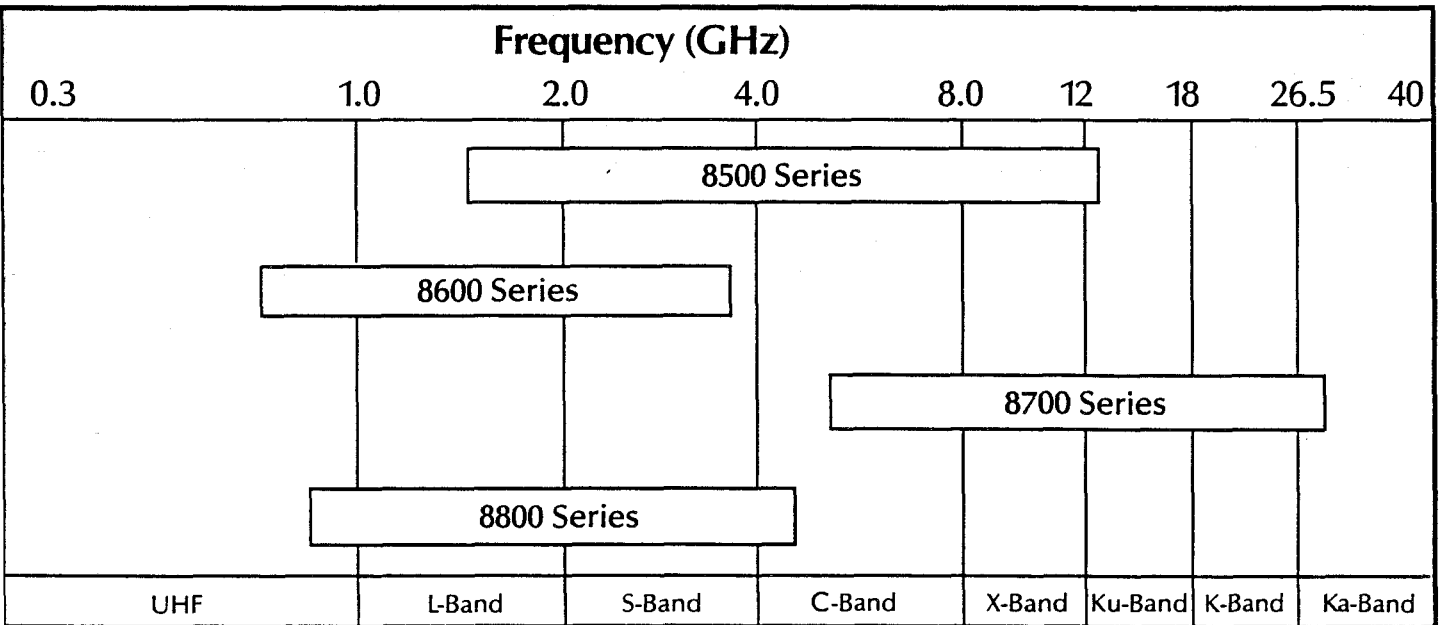 Frequency (GHz)
0.3 1.0 2.0 4.0 8.0 12 18 26.5 40
8500 Series
8600 Series
8700 Series
8800 Series
UHF L-Band S-Band C-Band X-Band Ku-Band K-Band Ka-Band